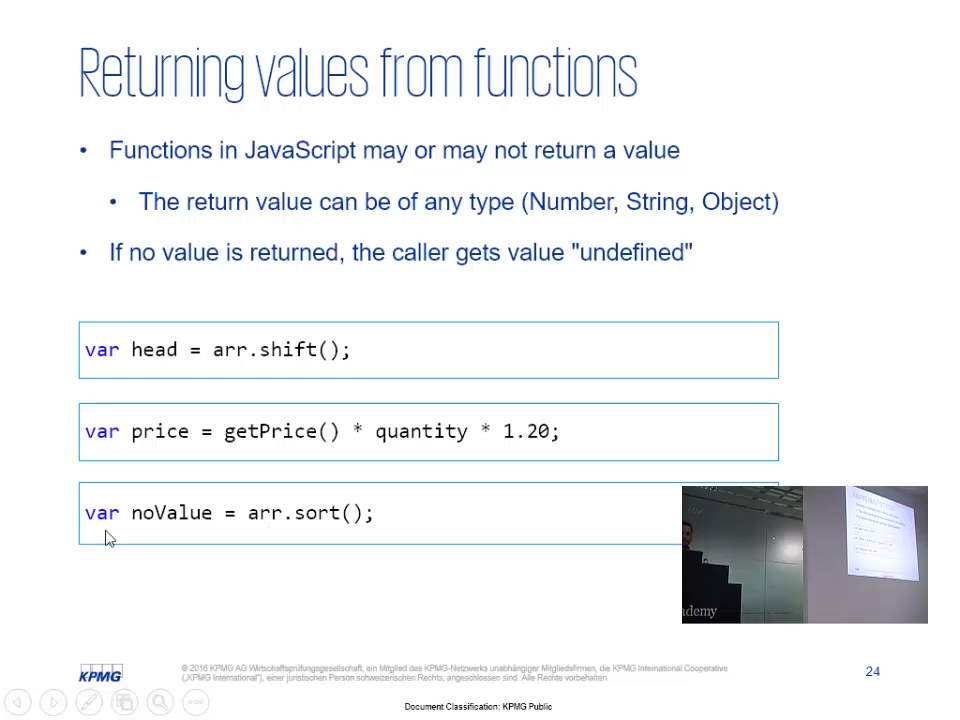 Returning values from functions
• Functions in JavaScript may or may not return a value
• The return value can be of any type (Number, String, Object)
• If no value is returned, the caller gets value "undefined"
var head = arr.shift();
var price = getPrice() * quantity * 1.20;
var noValue = arr.sort();
ademy
KPMG
© 2016 KPMG AG Wirtschaftsprüfungsgesellschaft, ein Mitglied des KPMG-Netzwerks unabhängiger Mitgliedsfirmen, die KPMG International Cooperative
(„KPMG International"), einer juristischen Person schweizerischen Rechts, angeschlossen sind. Alle Rechte vorbehalten.
24
Document Classification: KPMG Public